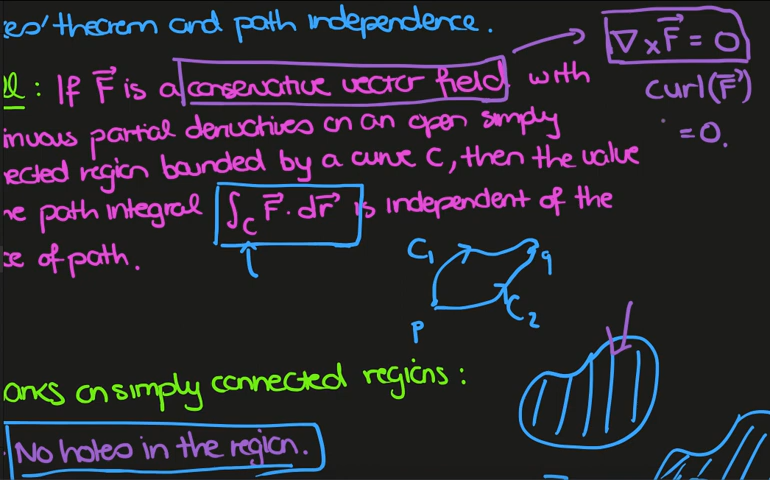 es' theorem and path independence.
∇ x F⃗ = 0
: If F⃗ is a conservative vector field with
curl(F⃗)
= 0.
inuous partial derivatives on an open simply
ected region bounded by a curve C, then the value
e path integral ∫_C F⃗ · dr⃗ is independent of the
e of path.
C₁
q
C₂
P
arks on simply connected regions :
No holes in the region.